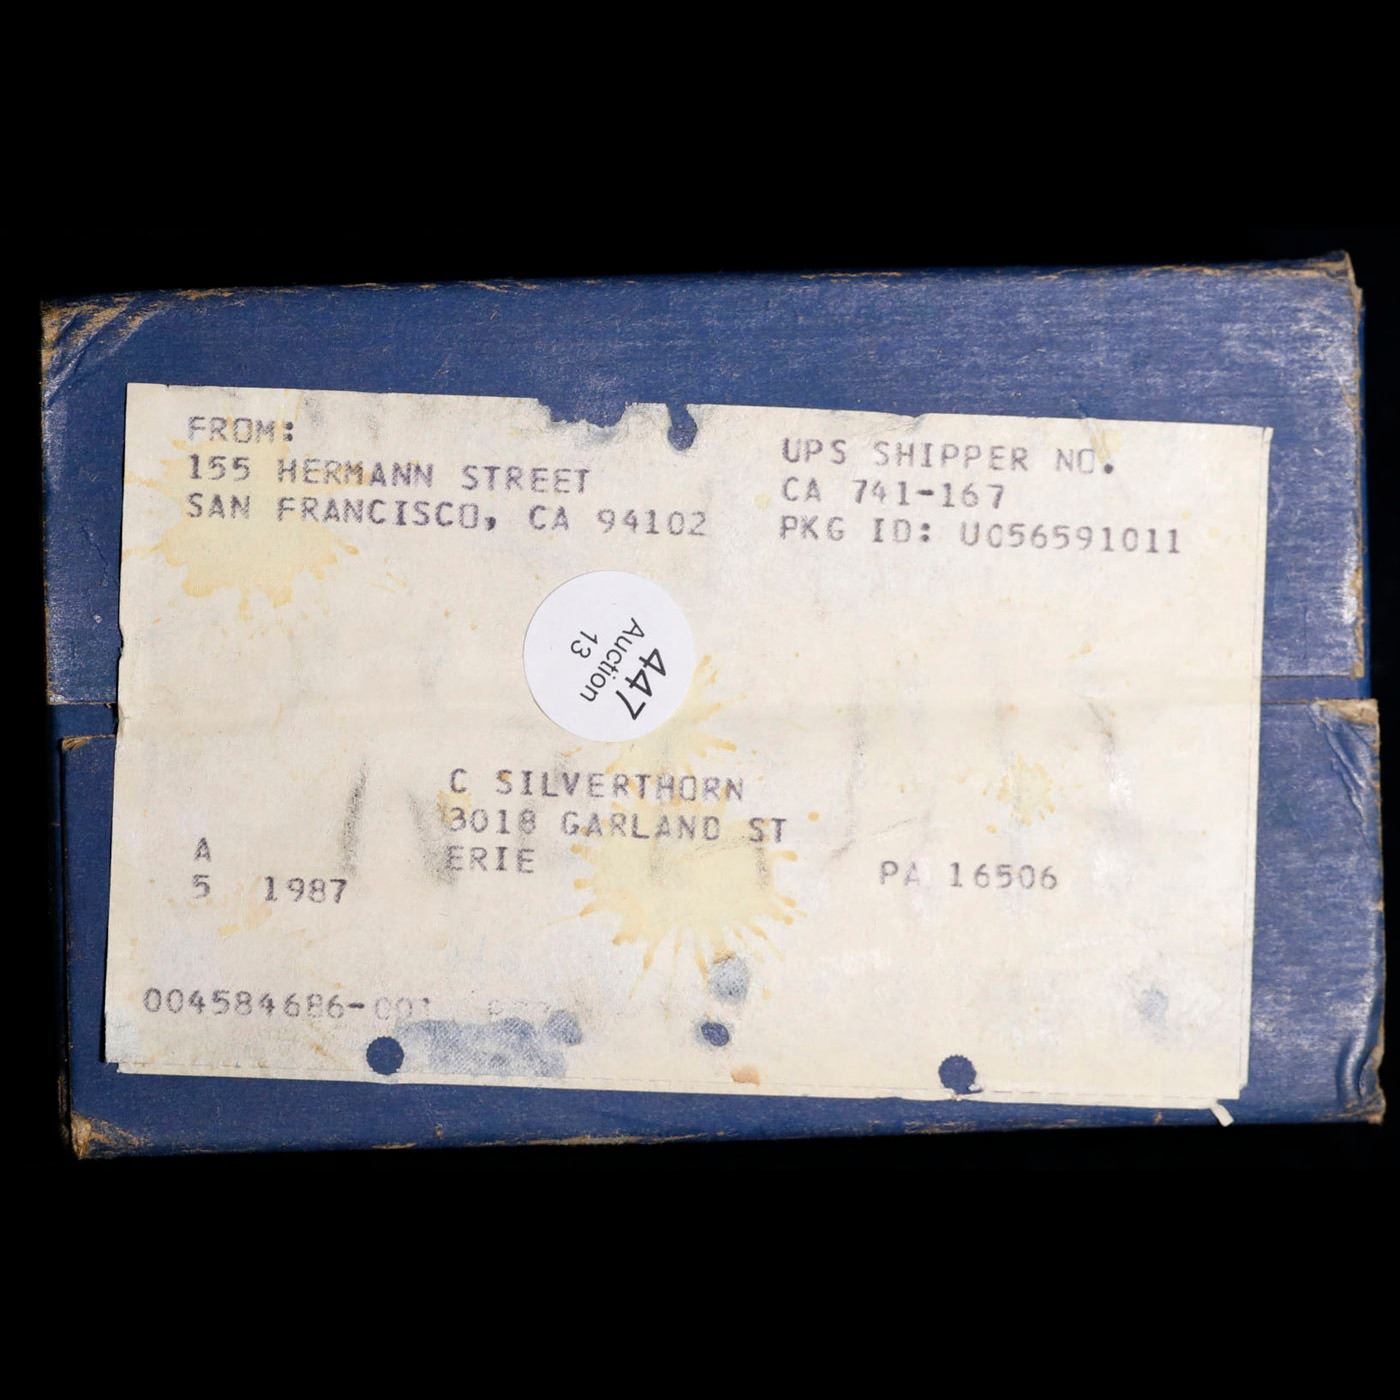 FROM:
155 HERMANN STREET
SAN FRANCISCO, CA 94102
UPS SHIPPER NO.
CA 741-167
PKG ID: U056591011
447
Auction
13
C SILVERTHORN
3018 GARLAND ST
ERIE PA 16506
A
5 1987
004584686-001